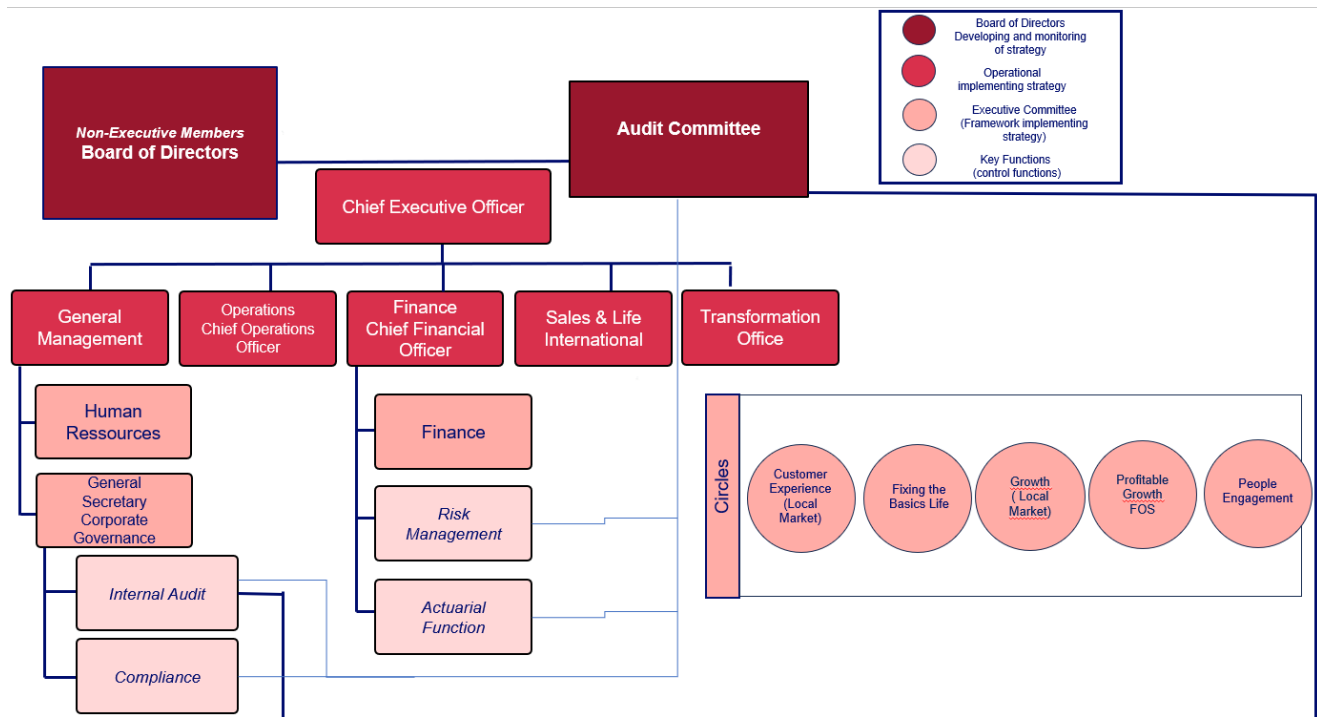 Board of Directors
Developing and monitoring
of strategy
Operational
implementing strategy
Executive Committee
(Framework implementing
strategy)
Key Functions
(control functions)
Non-Executive Members
Board of Directors
Audit Committee
Chief Executive Officer
General
Management
Operations
Chief Operations
Officer
Finance
Chief Financial
Officer
Sales & Life
International
Transformation
Office
Human
Ressources
General
Secretary
Corporate
Governance
Internal Audit
Compliance
Finance
Risk
Management
Actuarial
Function
Circles
Customer
Experience
(Local
Market)
Fixing the
Basics Life
Growth
( Local
Market)
Profitable
Growth
FOS
People
Engagement